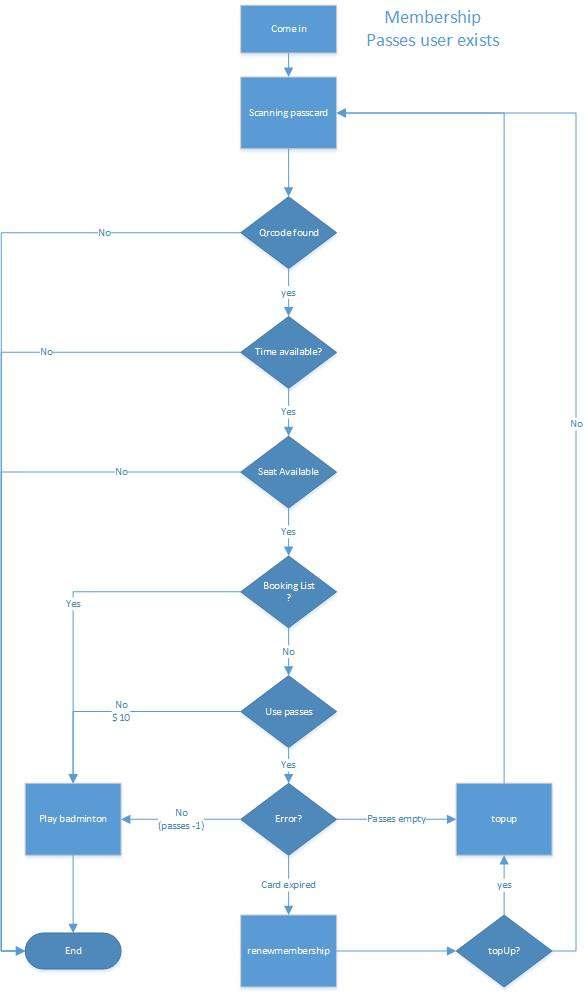 Come in
Membership
Passes user exists
Scanning passcard
Qrcode found
No
yes
Time available?
No
Yes
No
Seat Available
No
Yes
Booking List
?
Yes
No
Use passes
No
$ 10
Yes
Play badminton
No
(passes -1)
Error?
Passes empty
topup
Card expired
yes
End
renewmembership
topUp?